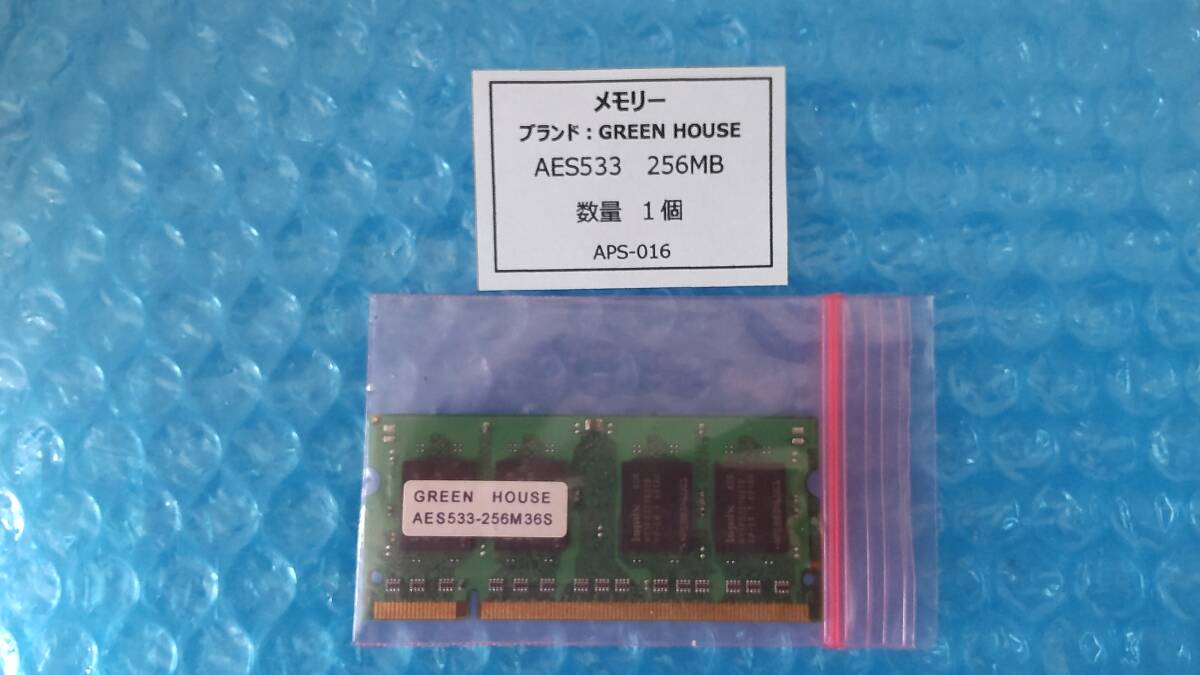 メモリー
ブランド：GREEN HOUSE
AES533 256MB
数量 1個
APS-016
GREEN HOUSE
AES533-256M36S